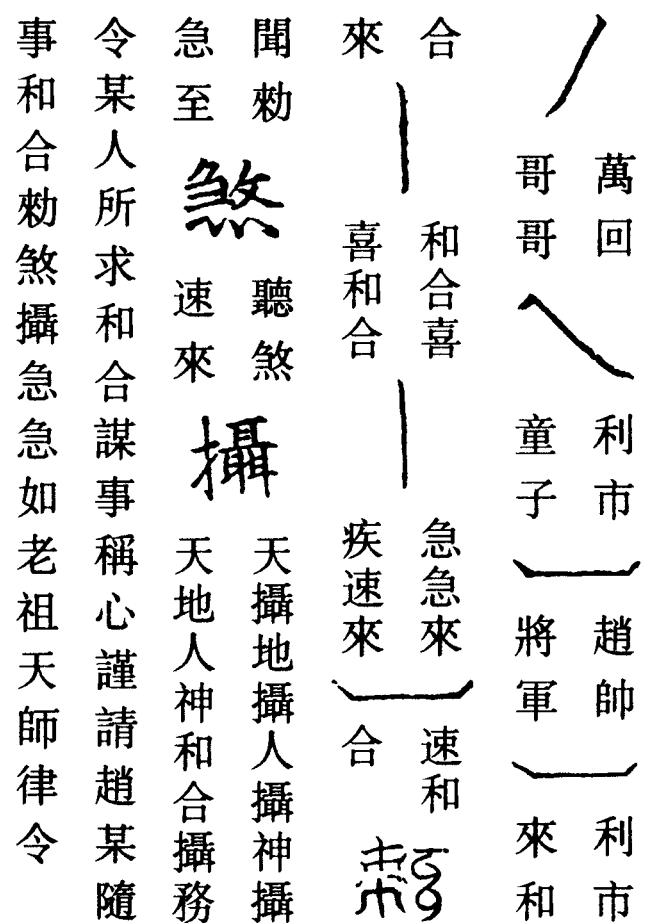 萬回
哥哥
利市
童子
趙帥
將軍
利市
來和
合
來
和合喜
喜和合
急急來
疾速來
速和
合
聞勑
急至
煞
聽煞
速來
攝
天攝地攝人攝神攝
天地人神和合攝務
令某人所求和合謀事稱心謹請趙某隨
事和合勑煞攝急急如老祖天師律令